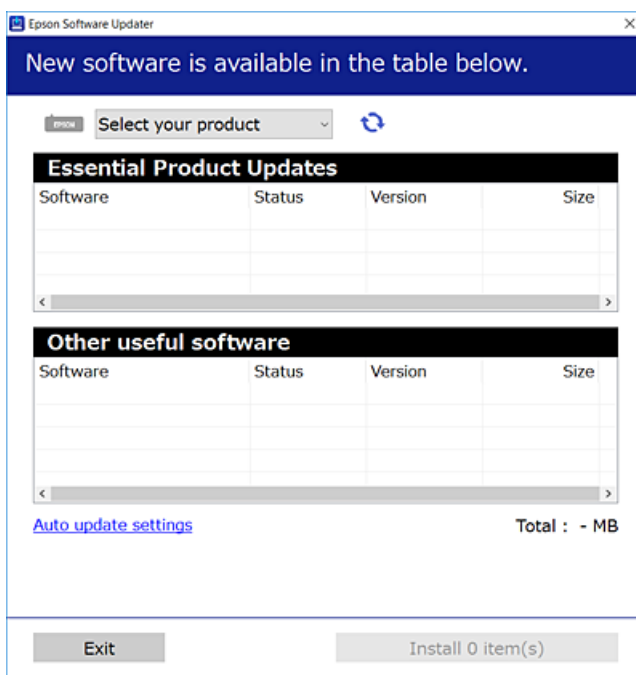 Epson Software Updater
New software is available in the table below.
EPSON Select your product
Essential Product Updates
Software Status Version Size
Other useful software
Software Status Version Size
Auto update settings Total : - MB
Exit Install 0 item(s)